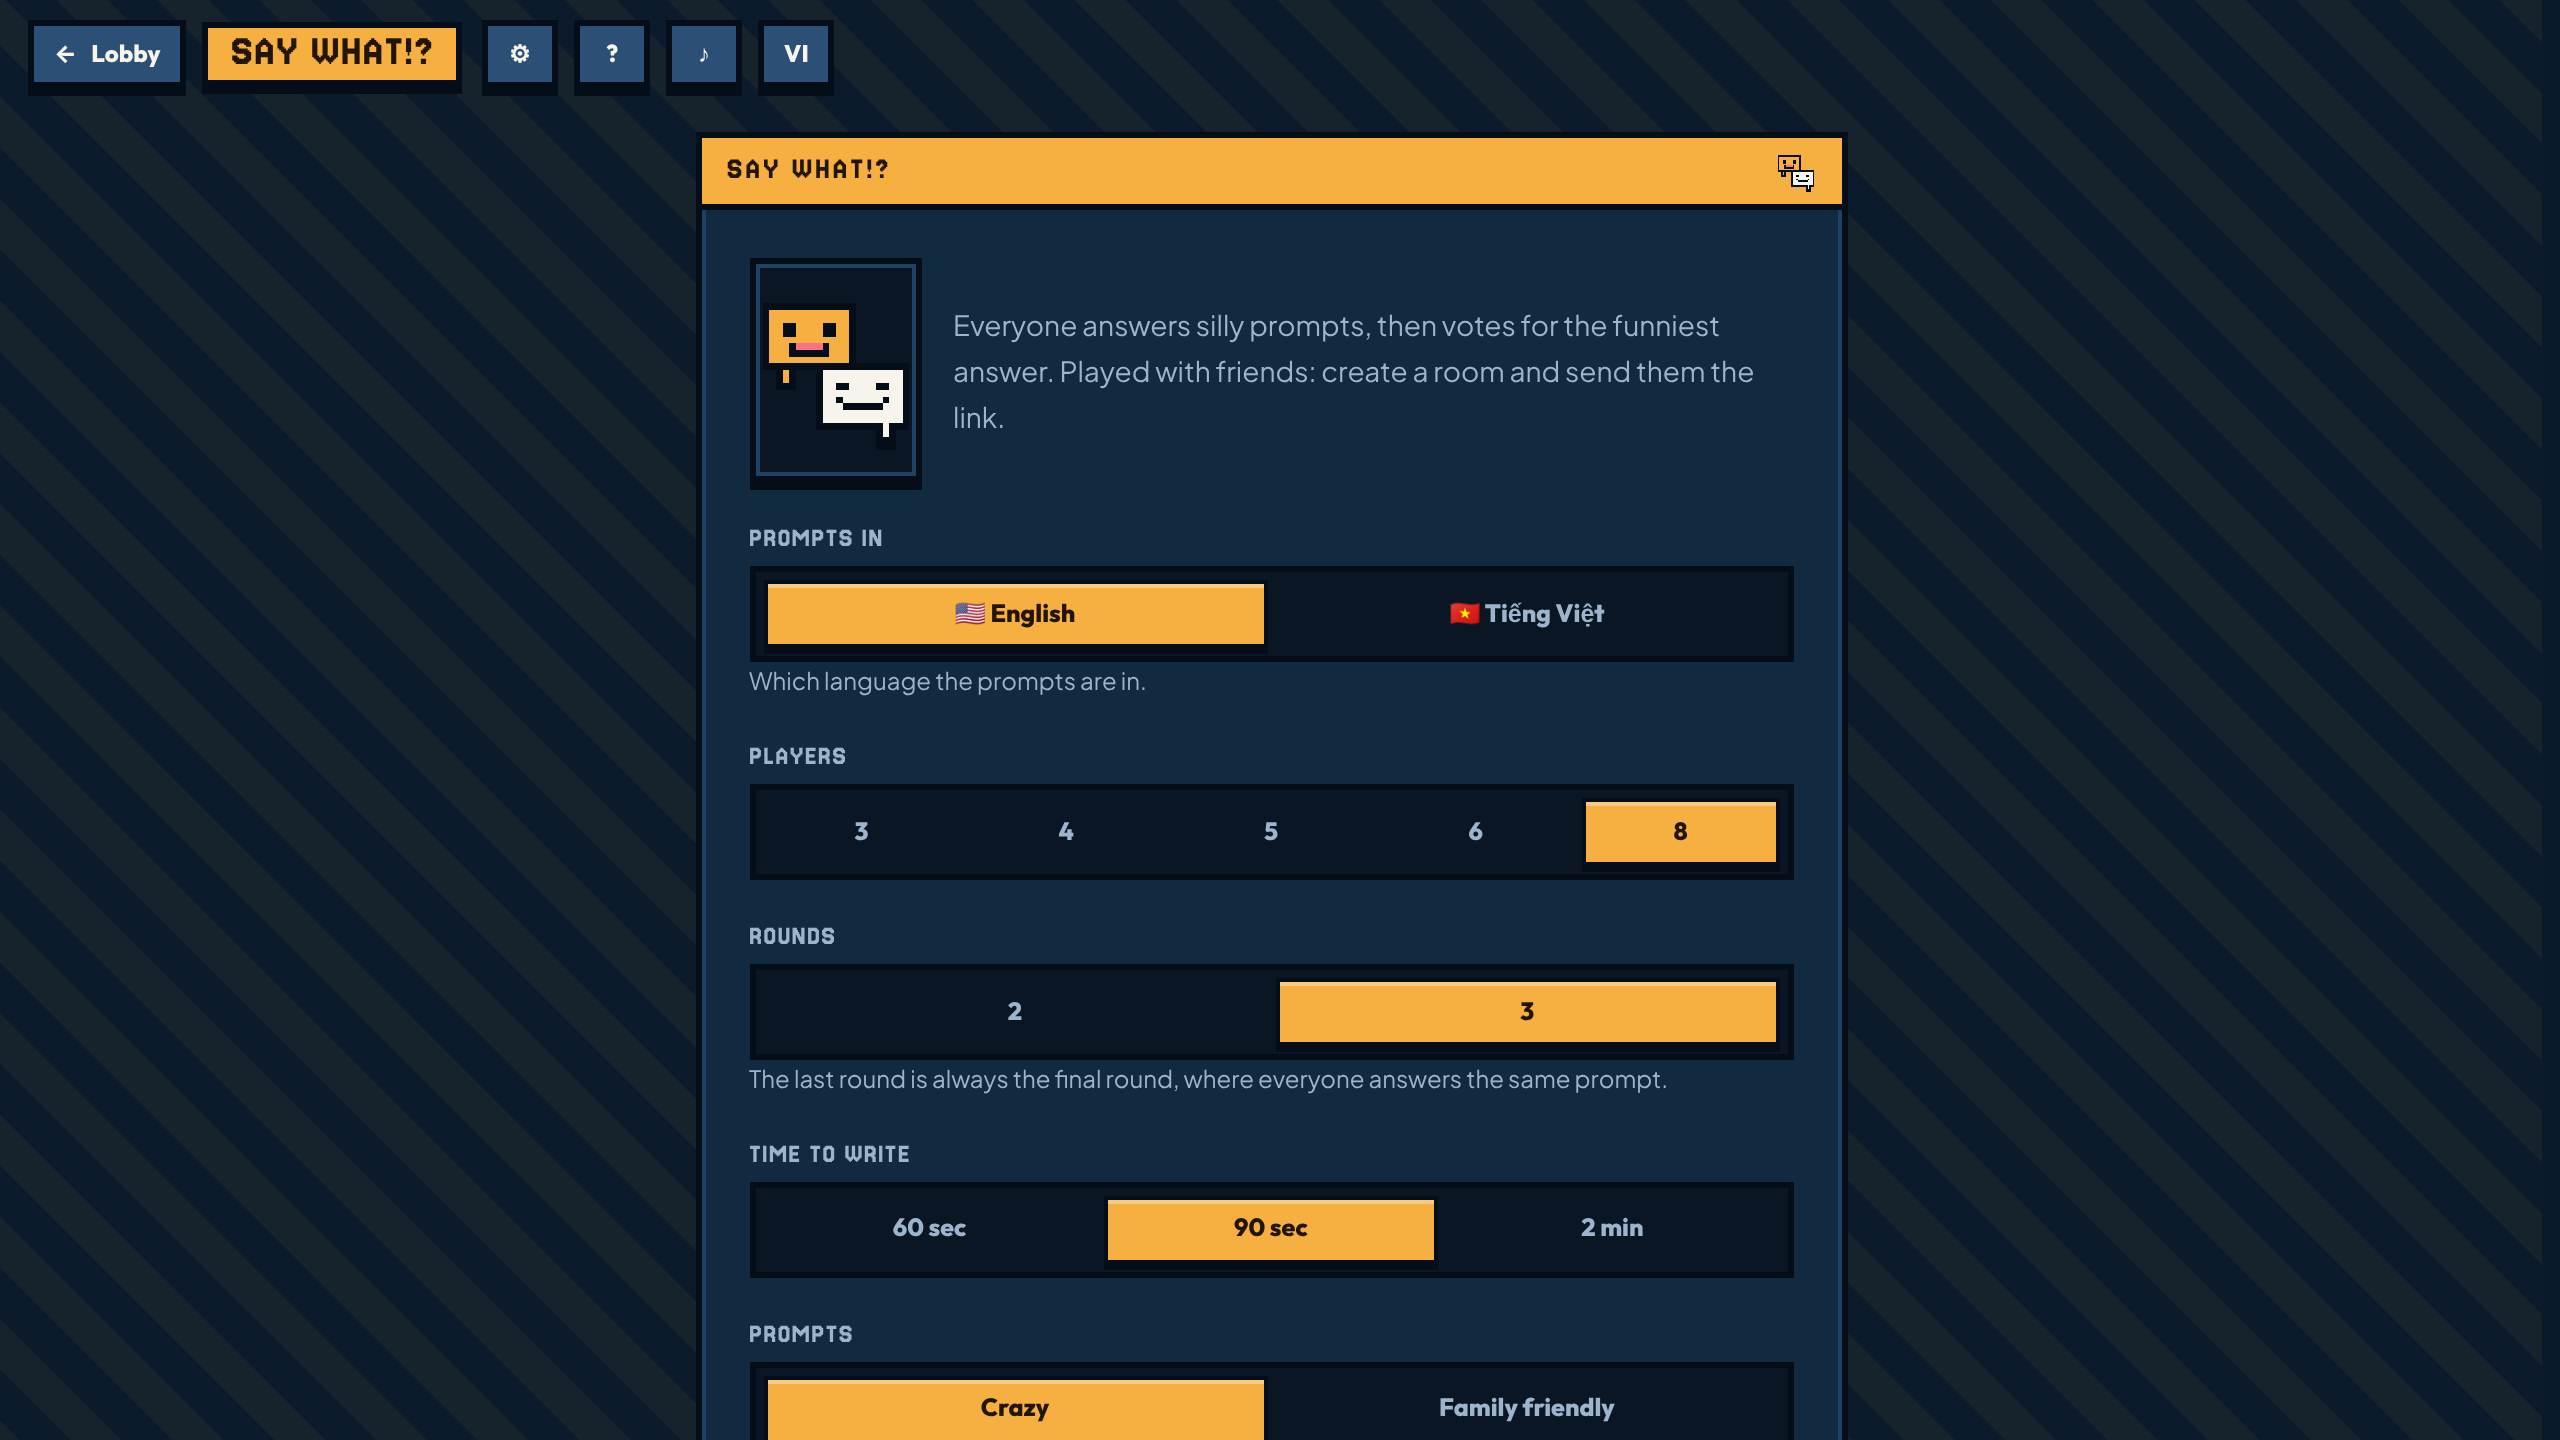 ← Lobby
SAY WHAT!?
?
VI
SAY WHAT!?
Everyone answers silly prompts, then votes for the funniest
answer. Played with friends: create a room and send them the
link.
PROMPTS IN
English
Tiếng Việt
Which language the prompts are in.
PLAYERS
3
4
5
6
8
ROUNDS
2
3
The last round is always the final round, where everyone answers the same prompt.
TIME TO WRITE
60 sec
90 sec
2 min
PROMPTS
Crazy
Family friendly